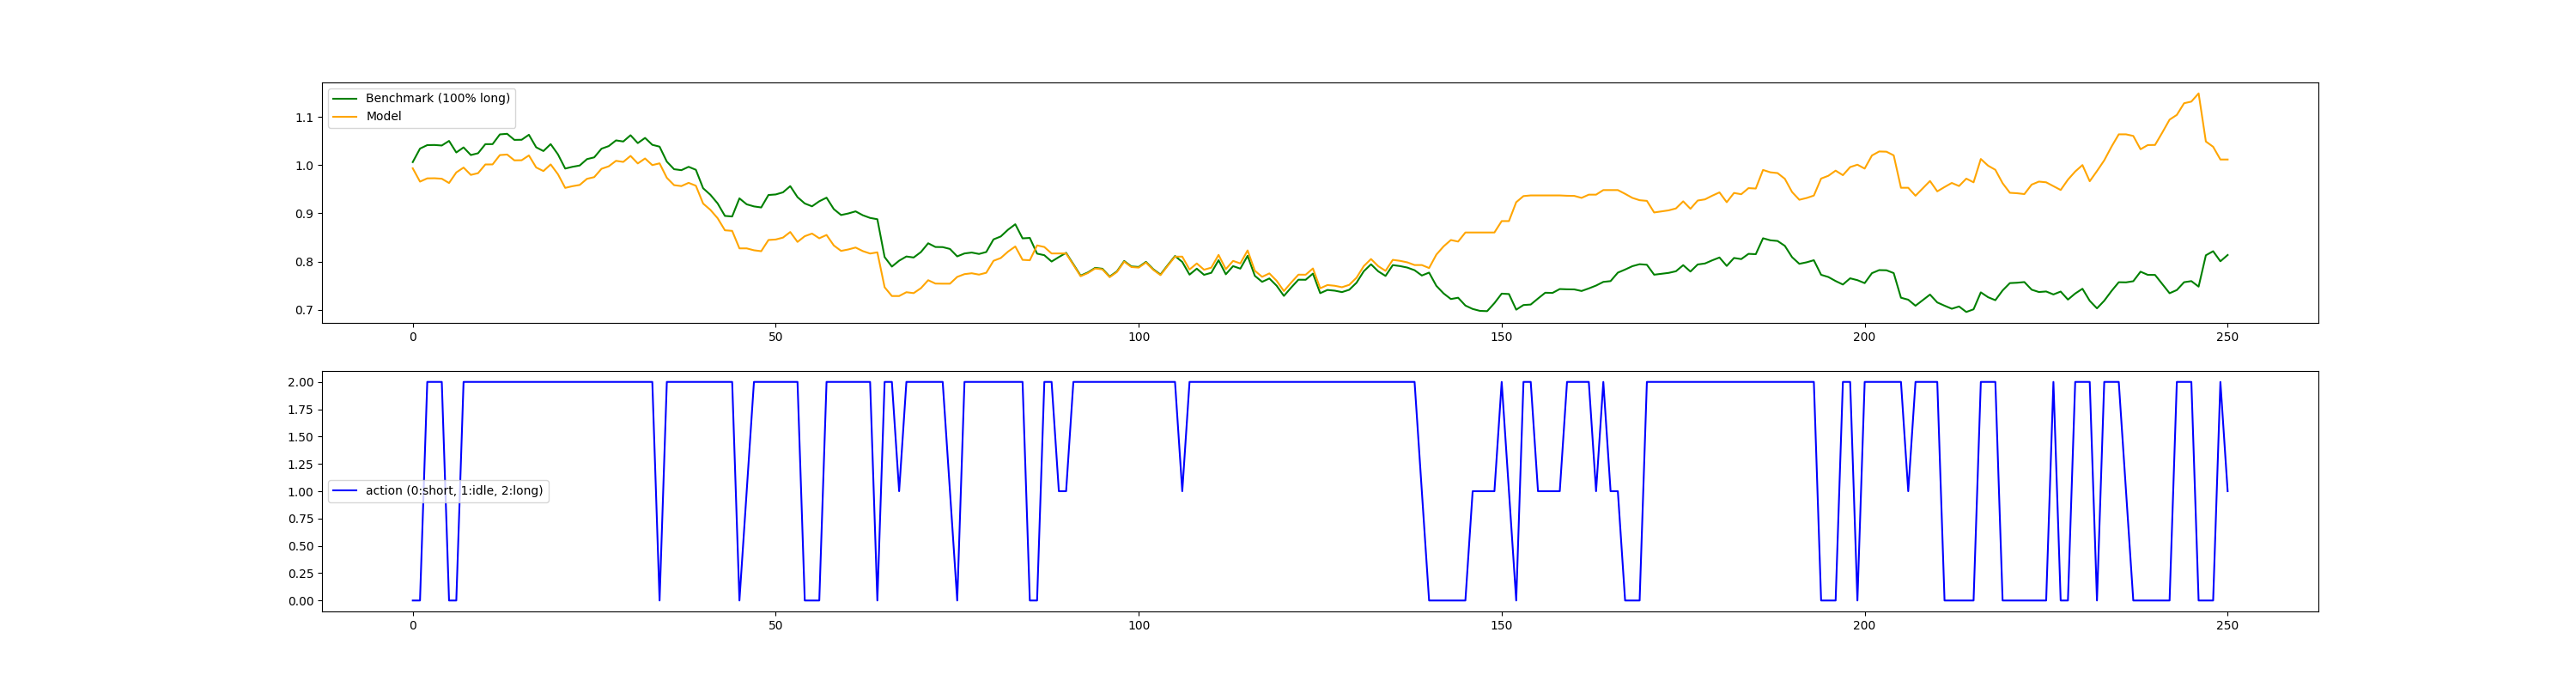 Benchmark (100% long)
Model
1.1
1.0
0.9
0.8
0.7
0 50 100 150 200 250
2.00
1.75
1.50
1.25
1.00
0.75
0.50
0.25
0.00
action (0:short, 1:idle, 2:long)
0 50 100 150 200 250